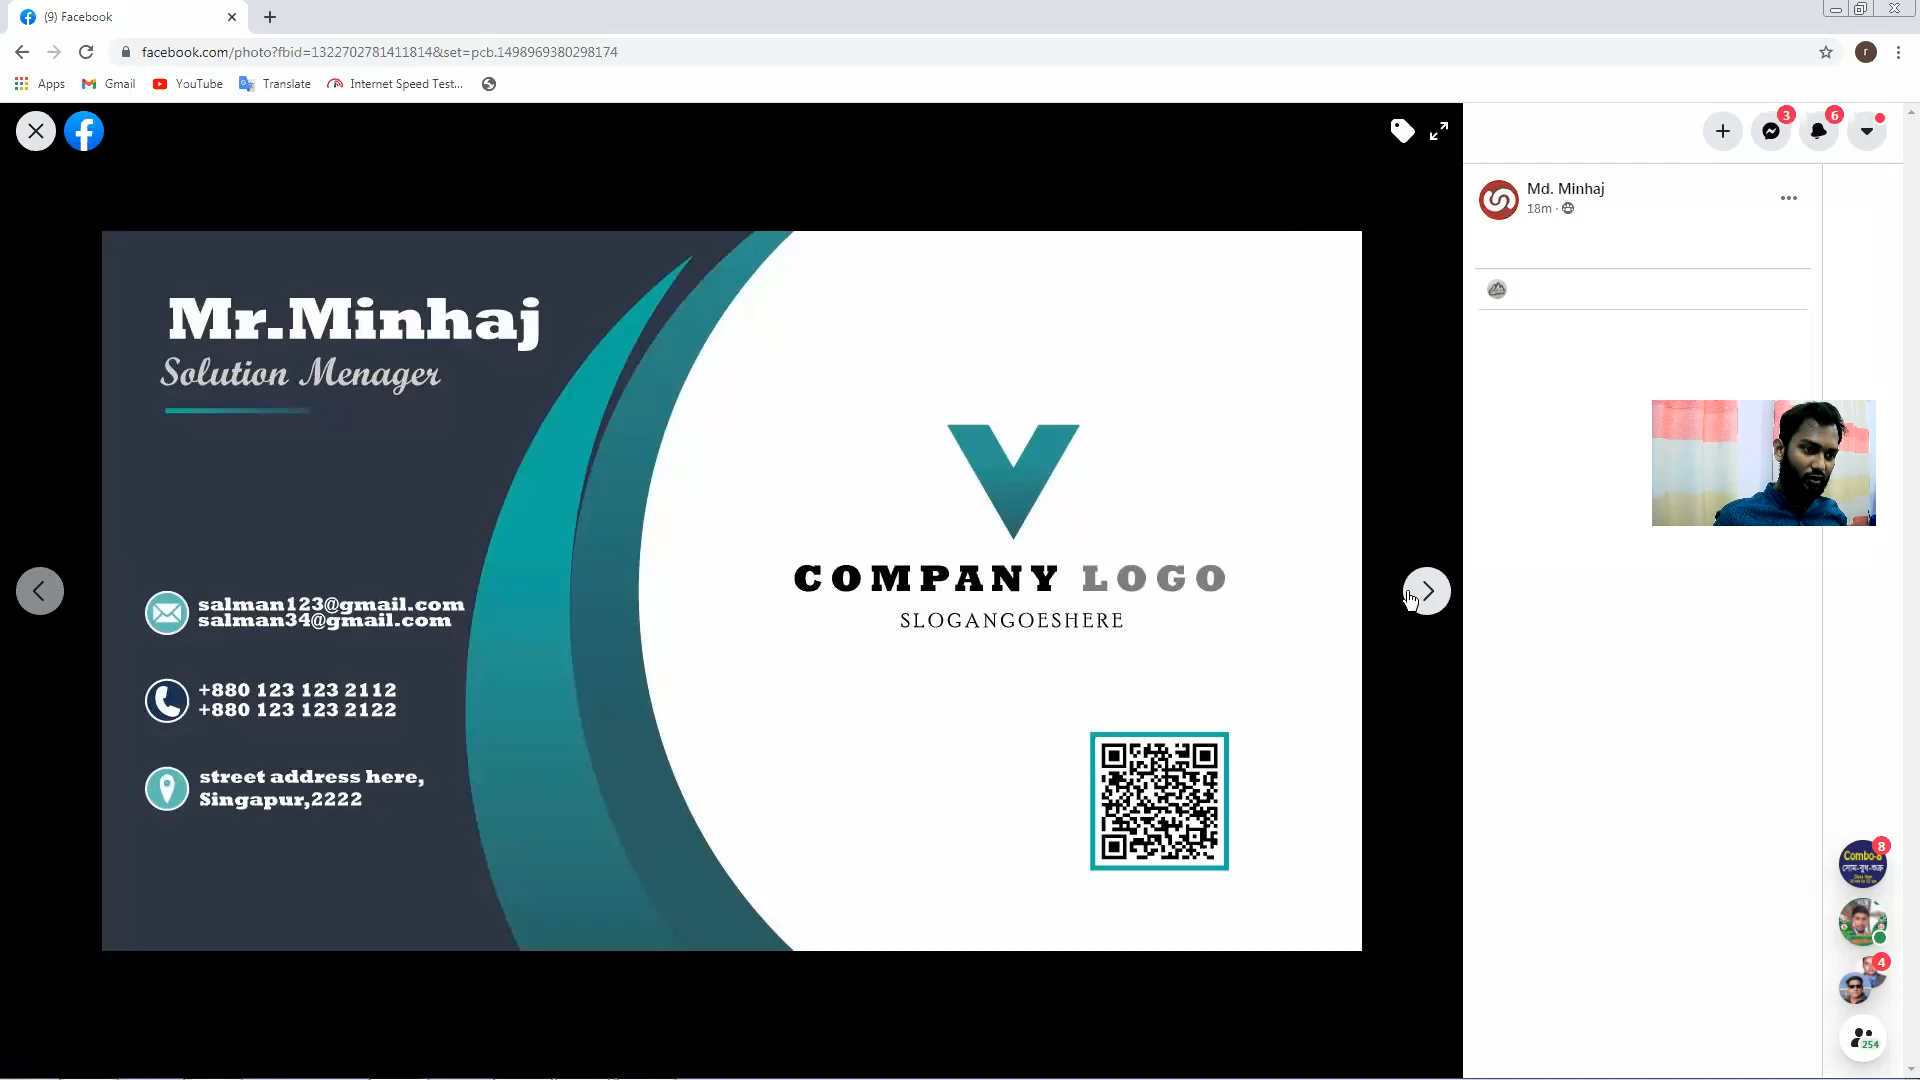 (9) Facebook
facebook.com/photo?fbid=1322702781411814&set=pcb.1498969380298174
r
Apps
Gmail
YouTube
Translate
Internet Speed Test...
3
6
Md. Minhaj
18m ·
Mr.Minhaj
Solution Menager
COMPANY LOGO
SLOGANGOESHERE
salman123@gmail.com
salman34@gmail.com
+880 123 123 2112
+880 123 123 2122
street address here,
Singapur,2222
8
Combo-8
সোম-বুধ-শুক্র
4
254